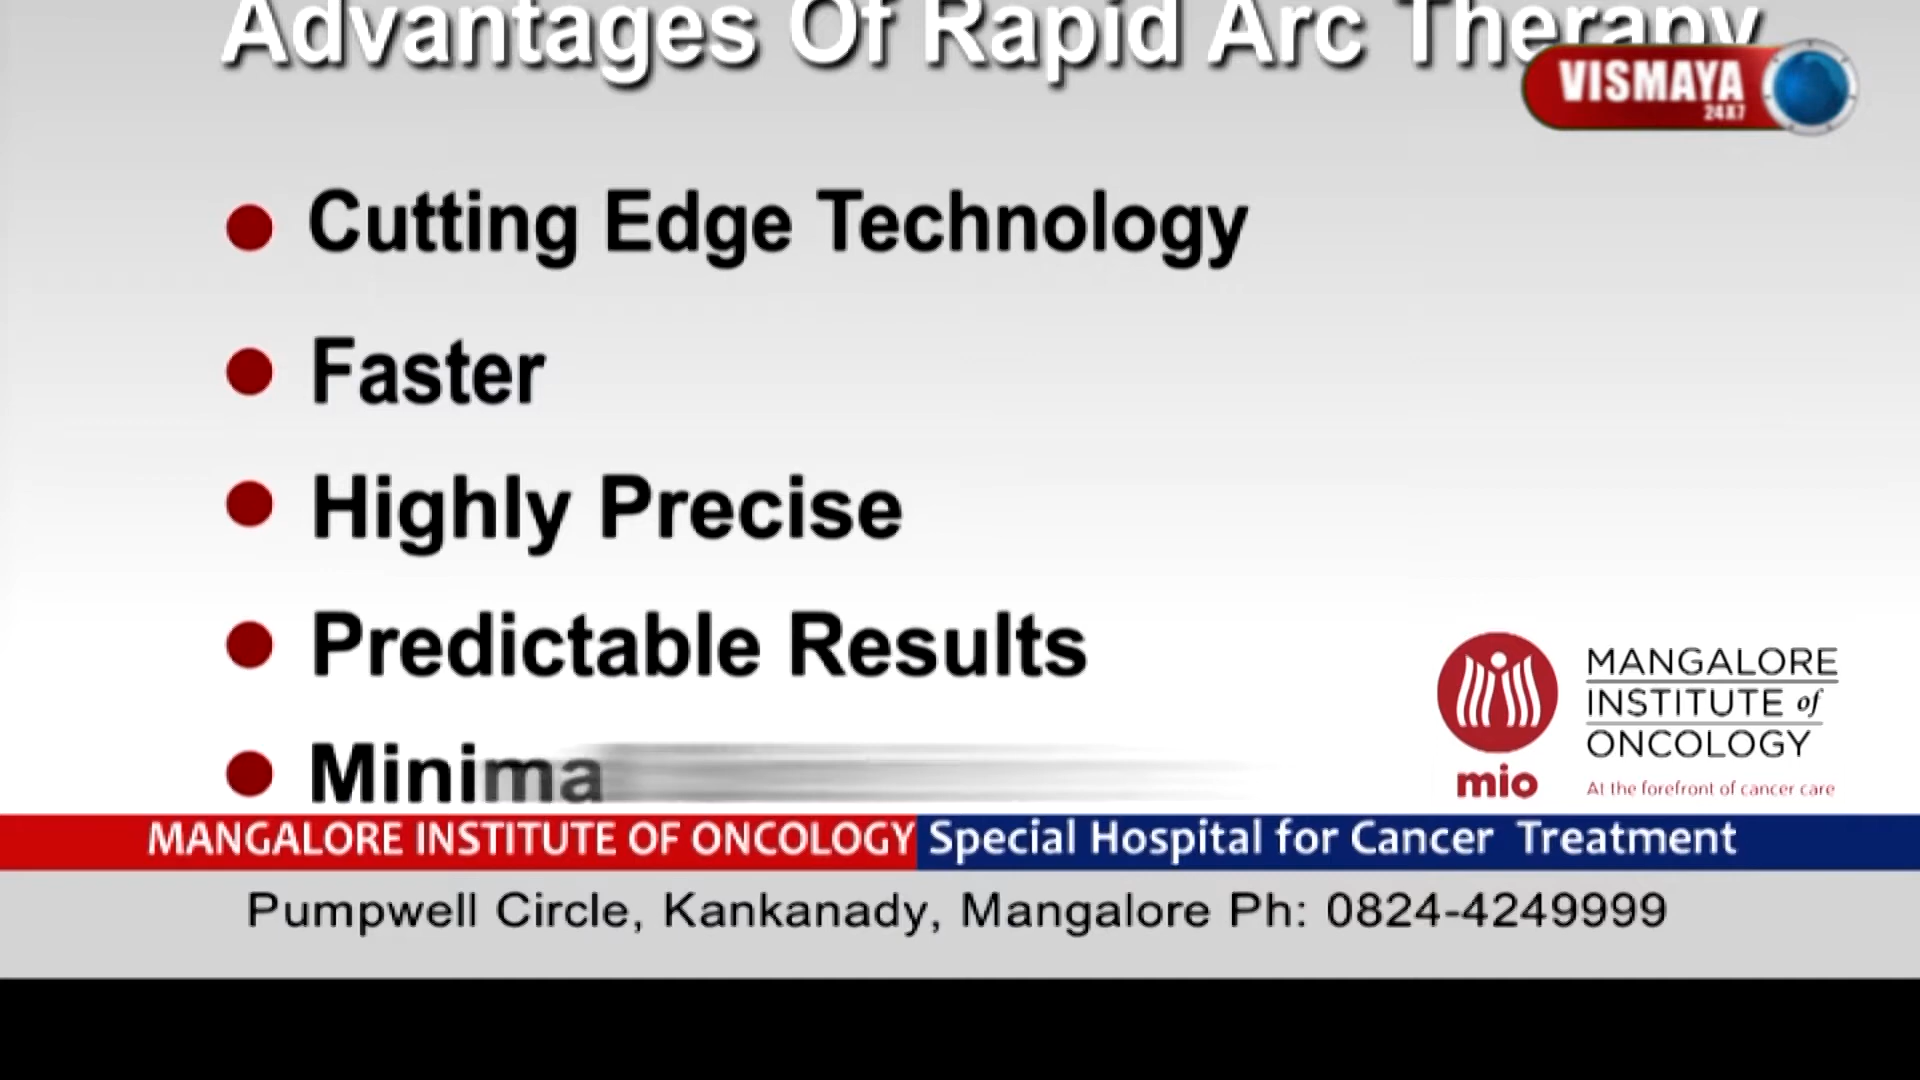 Advantages Of Rapid Arc Therapy
VISMAYA
24X7
Cutting Edge Technology
Faster
Highly Precise
Predictable Results
Minima
MANGALORE
INSTITUTE of
ONCOLOGY
mio
At the forefront of cancer care
MANGALORE INSTITUTE OF ONCOLOGY Special Hospital for Cancer Treatment
Pumpwell Circle, Kankanady, Mangalore Ph: 0824-4249999